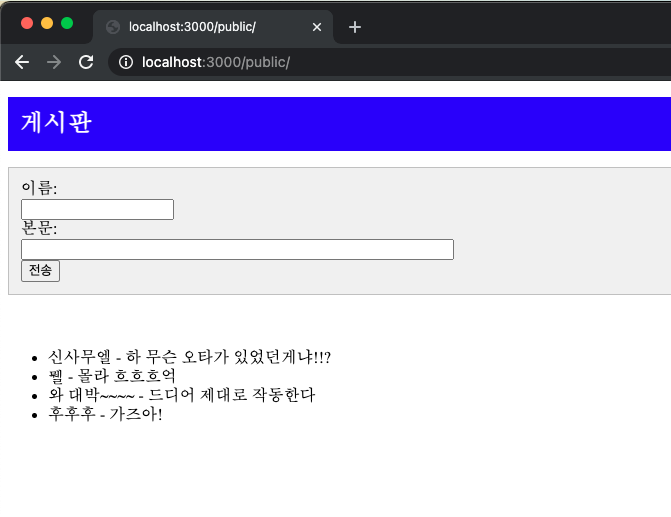 localhost:3000/public/
localhost:3000/public/
게시판
이름:
본문:
전송
신사무엘 - 하 무슨 오타가 있었던게냐!!!?
쀌 - 몰라 흐흐흐억
와 대박~~~~ - 드디어 제대로 작동한다
후후후 - 가즈아!